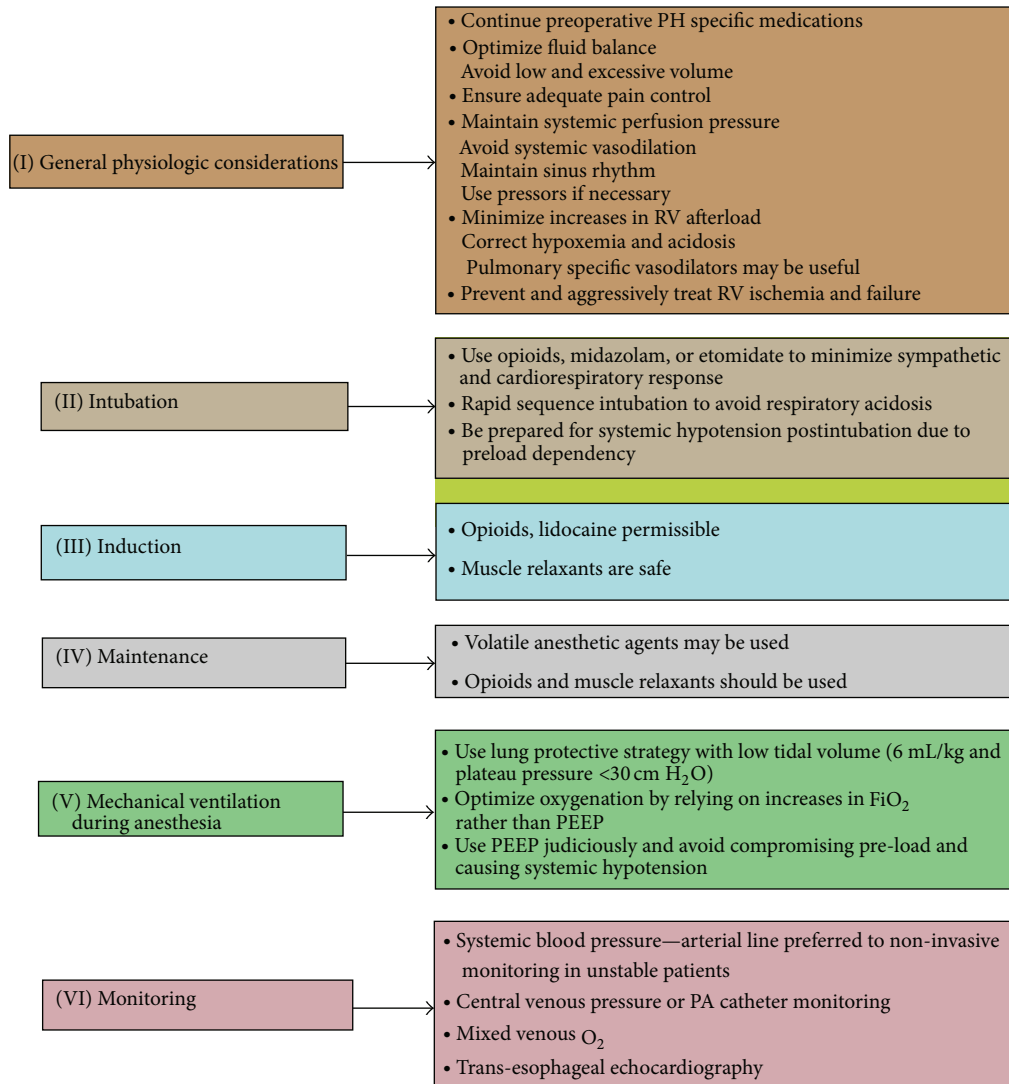 (I) General physiologic considerations
• Continue preoperative PH specific medications
• Optimize fluid balance
Avoid low and excessive volume
• Ensure adequate pain control
• Maintain systemic perfusion pressure
Avoid systemic vasodilation
Maintain sinus rhythm
Use pressors if necessary
• Minimize increases in RV afterload
Correct hypoxemia and acidosis
Pulmonary specific vasodilators may be useful
• Prevent and aggressively treat RV ischemia and failure
(II) Intubation
• Use opioids, midazolam, or etomidate to minimize sympathetic
and cardiorespiratory response
• Rapid sequence intubation to avoid respiratory acidosis
• Be prepared for systemic hypotension postintubation due to
preload dependency
(III) Induction
• Opioids, lidocaine permissible
• Muscle relaxants are safe
(IV) Maintenance
• Volatile anesthetic agents may be used
• Opioids and muscle relaxants should be used
(V) Mechanical ventilation
during anesthesia
• Use lung protective strategy with low tidal volume (6 mL/kg and
plateau pressure <30 cm H₂O)
• Optimize oxygenation by relying on increases in FiO₂
rather than PEEP
• Use PEEP judiciously and avoid compromising pre-load and
causing systemic hypotension
(VI) Monitoring
• Systemic blood pressure—arterial line preferred to non-invasive
monitoring in unstable patients
• Central venous pressure or PA catheter monitoring
• Mixed venous O₂
• Trans-esophageal echocardiography